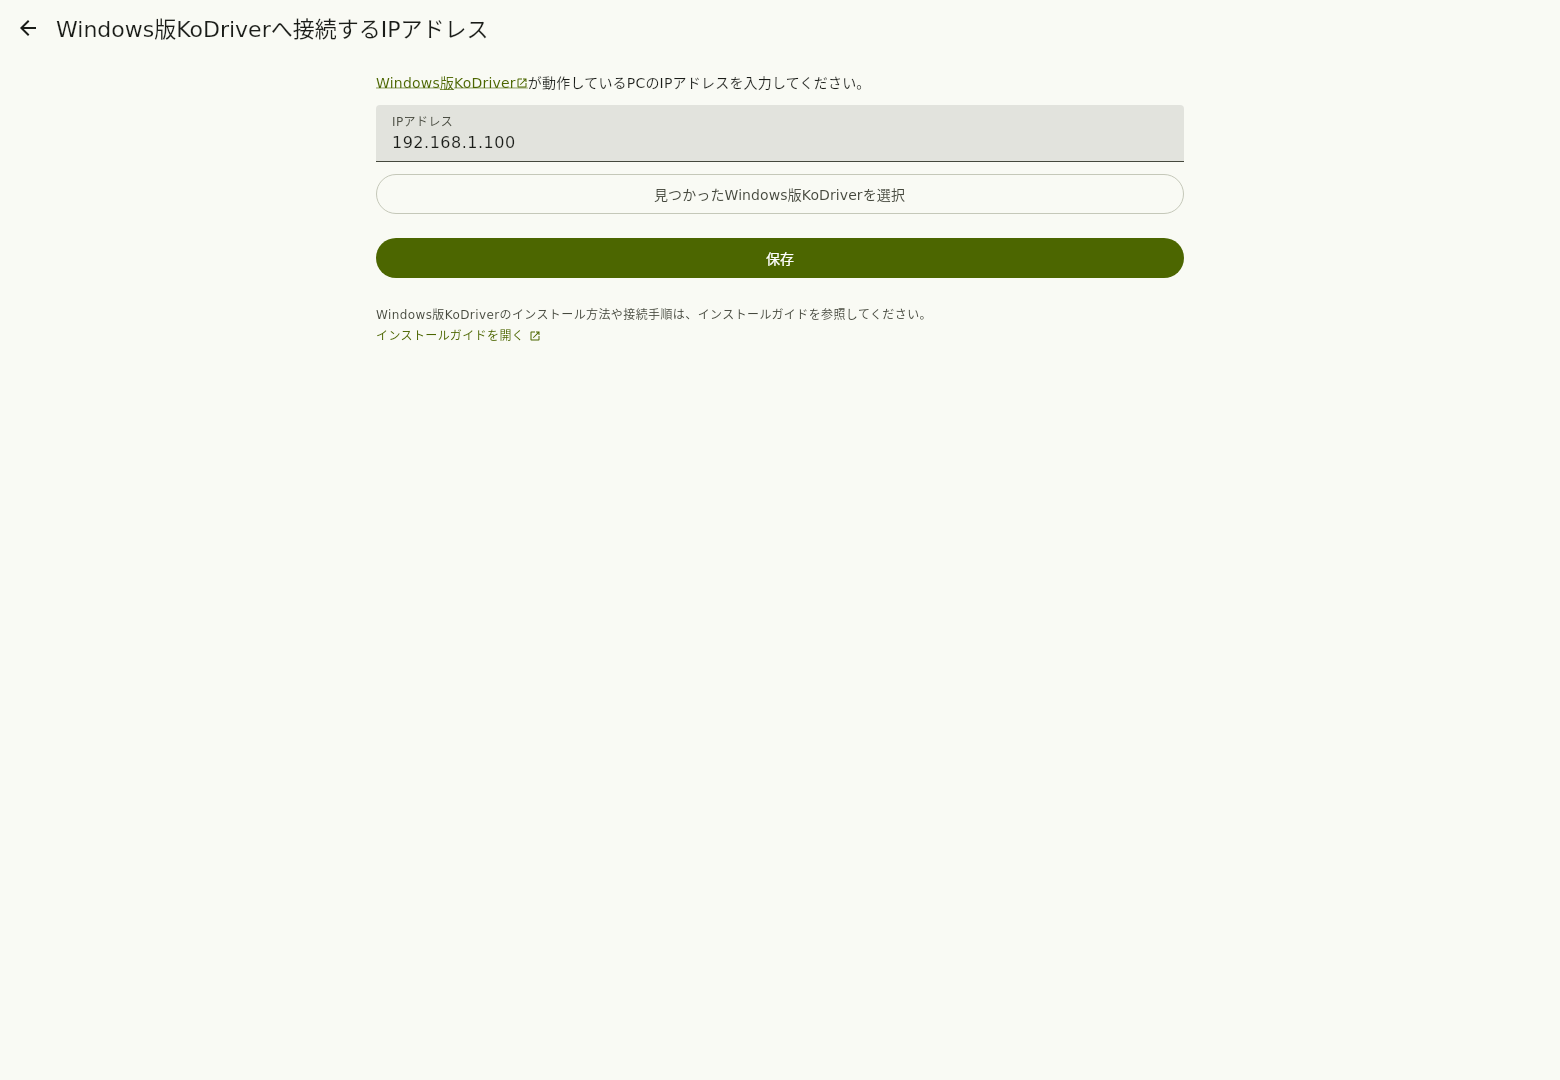 Windows版KoDriverへ接続するIPアドレス
Windows版KoDriverが動作しているPCのIPアドレスを入力してください。
IPアドレス
192.168.1.100
見つかったWindows版KoDriverを選択
保存
Windows版KoDriverのインストール方法や接続手順は、インストールガイドを参照してください。
インストールガイドを開く